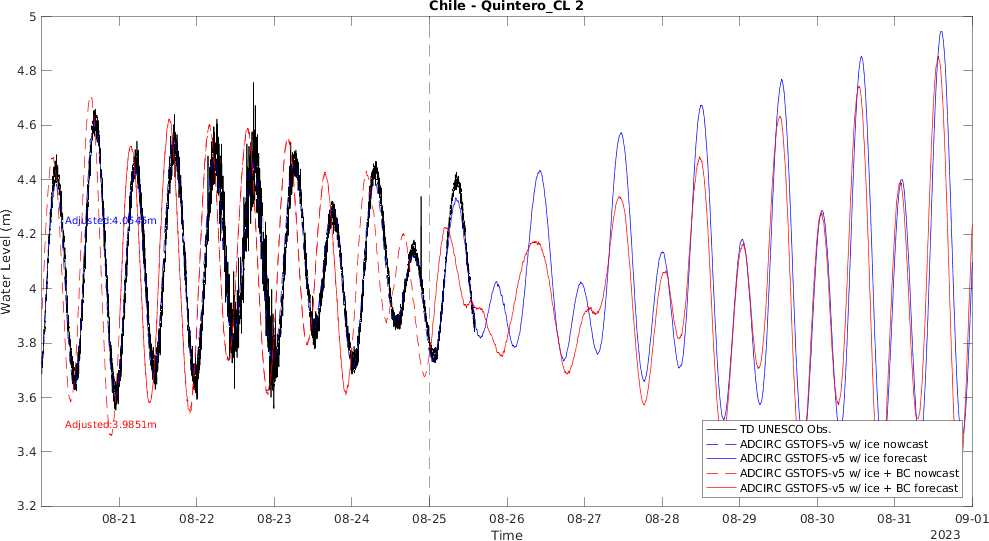 Chile - Quintero_CL 2
5
4.8
4.6
4.4
4.2
4
3.8
3.6
3.4
3.2
Water Level (m)
Adjusted:4.0545m
Adjusted:3.9851m
TD UNESCO Obs.
ADCIRC GSTOFS-v5 w/ ice nowcast
ADCIRC GSTOFS-v5 w/ ice forecast
ADCIRC GSTOFS-v5 w/ ice + BC nowcast
ADCIRC GSTOFS-v5 w/ ice + BC forecast
08-21 08-22 08-23 08-24 08-25 08-26 08-27 08-28 08-29 08-30 08-31 09-01
Time
2023